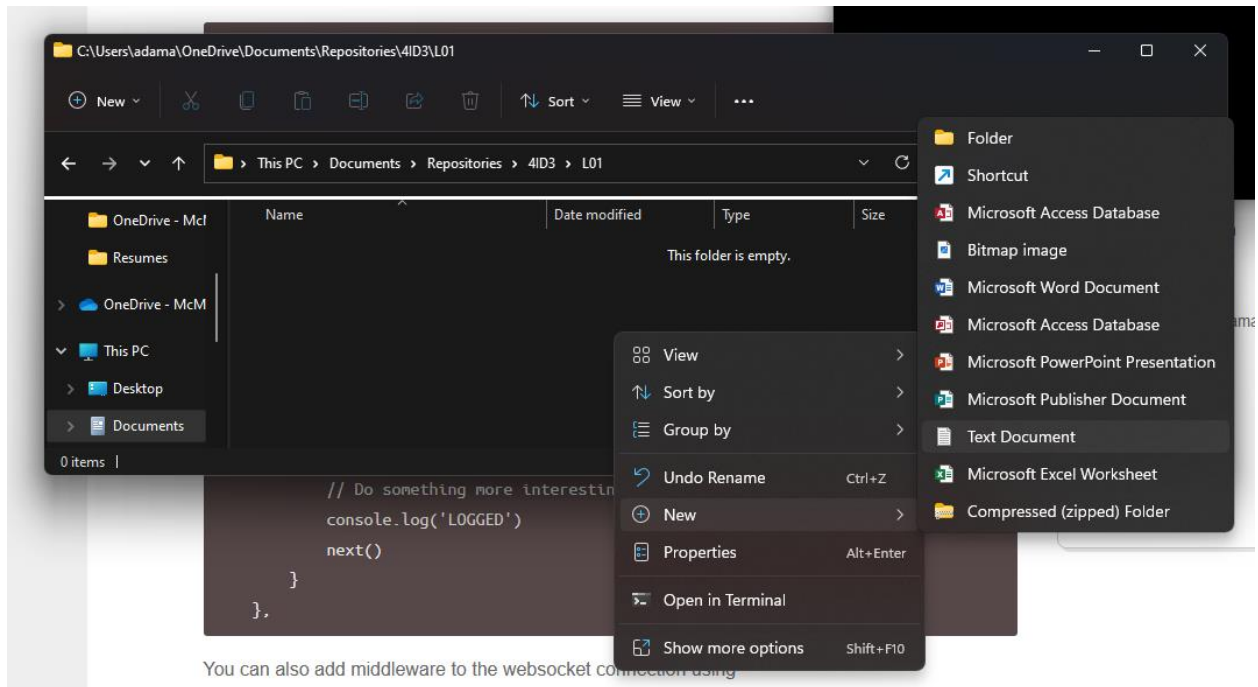 C:\Users\adama\OneDrive\Documents\Repositories\4ID3\L01
New
Sort
View
This PC > Documents > Repositories > 4ID3 > L01
Name Date modified Type Size
This folder is empty.
OneDrive - McM
Resumes
OneDrive - McM
This PC
Desktop
Documents
0 items
View
Sort by
Group by
Undo Rename Ctrl+Z
New
Properties Alt+Enter
Open in Terminal
Show more options Shift+F10
Folder
Shortcut
Microsoft Access Database
Bitmap image
Microsoft Word Document
Microsoft Access Database
Microsoft PowerPoint Presentation
Microsoft Publisher Document
Text Document
Microsoft Excel Worksheet
Compressed (zipped) Folder
// Do something more interestin
console.log('LOGGED')
next()
}
},
You can also add middleware to the websocket connection using